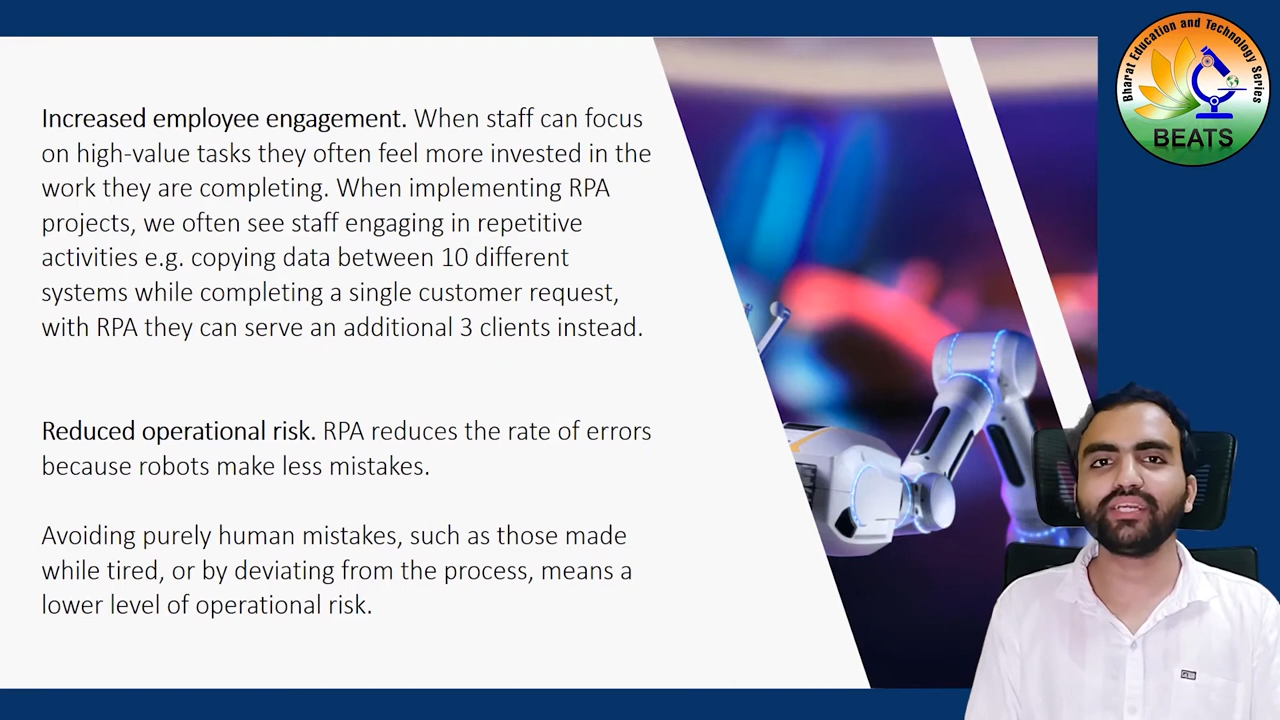 Increased employee engagement. When staff can focus
on high-value tasks they often feel more invested in the
work they are completing. When implementing RPA
projects, we often see staff engaging in repetitive
activities e.g. copying data between 10 different
systems while completing a single customer request,
with RPA they can serve an additional 3 clients instead.
Reduced operational risk. RPA reduces the rate of errors
because robots make less mistakes.
Avoiding purely human mistakes, such as those made
while tired, or by deviating from the process, means a
lower level of operational risk.
Bharat Education and Technology Series
BEATS